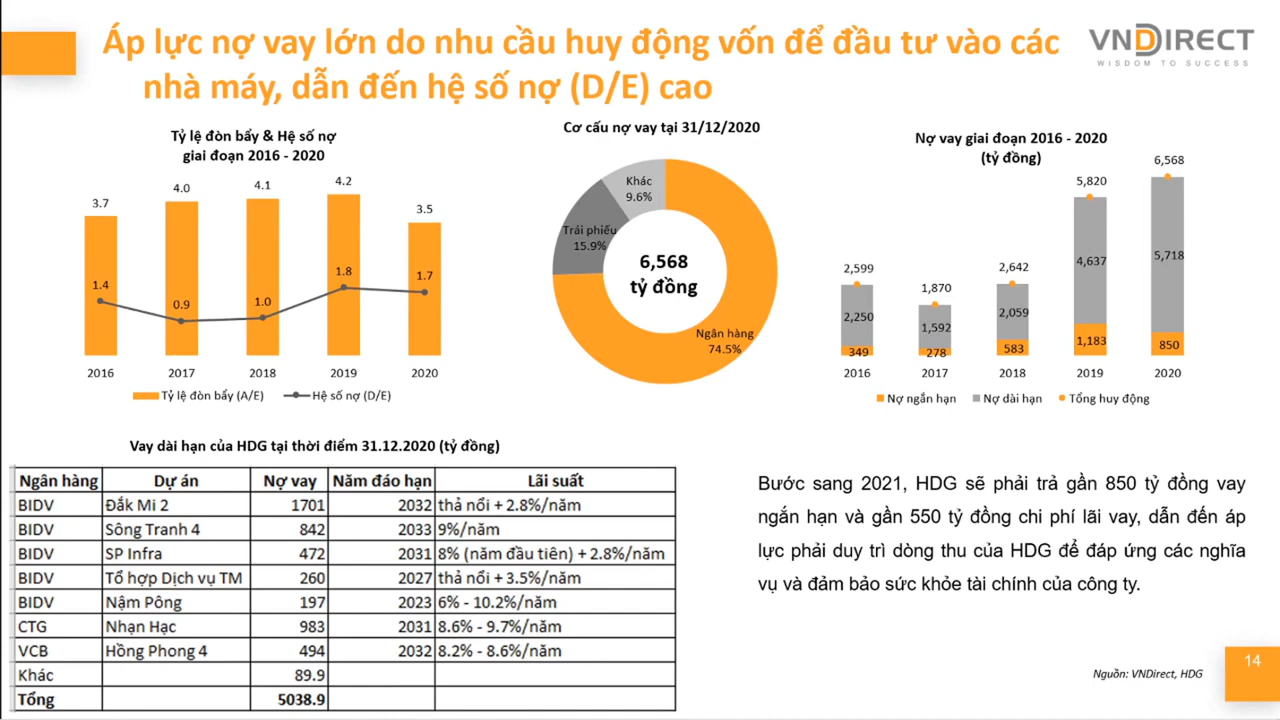 Áp lực nợ vay lớn do nhu cầu huy động vốn để đầu tư vào các
nhà máy, dẫn đến hệ số nợ (D/E) cao
VNDIRECT
WISDOM TO SUCCESS
Tỷ lệ đòn bẩy & Hệ số nợ
giai đoạn 2016 - 2020
3.7
4.0
4.1
4.2
3.5
1.4
0.9
1.0
1.8
1.7
2016 2017 2018 2019 2020
Tỷ lệ đòn bẩy (A/E) Hệ số nợ (D/E)
Cơ cấu nợ vay tại 31/12/2020
Khác
9.6%
Trái phiếu
15.9%
6,568
tỷ đồng
Ngân hàng
74.5%
Nợ vay giai đoạn 2016 - 2020
(tỷ đồng)
2,599
1,870
2,642
5,820
6,568
2,250
1,592
2,059
4,637
5,718
349
278
583
1,183
850
2016 2017 2018 2019 2020
Nợ ngắn hạn Nợ dài hạn Tổng huy động
Vay dài hạn của HDG tại thời điểm 31.12.2020 (tỷ đồng)
Ngân hàng Dự án Nợ vay Năm đáo hạn Lãi suất
BIDV Đắk Mi 2 1701 2032 thả nổi + 2.8%/năm
BIDV Sông Tranh 4 842 2033 9%/năm
BIDV SP Infra 472 2031 8% (năm đầu tiên) + 2.8%/năm
BIDV Tổ hợp Dịch vụ TM 260 2027 thả nổi + 3.5%/năm
BIDV Nậm Pông 197 2023 6% - 10.2%/năm
CTG Nhạn Hạc 983 2031 8.6% - 9.7%/năm
VCB Hồng Phong 4 494 2032 8.2% - 8.6%/năm
Khác 89.9
Tổng 5038.9
Bước sang 2021, HDG sẽ phải trả gần 850 tỷ đồng vay
ngắn hạn và gần 550 tỷ đồng chi phí lãi vay, dẫn đến áp
lực phải duy trì dòng thu của HDG để đáp ứng các nghĩa
vụ và đảm bảo sức khỏe tài chính của công ty.
Nguồn: VNDirect, HDG
14